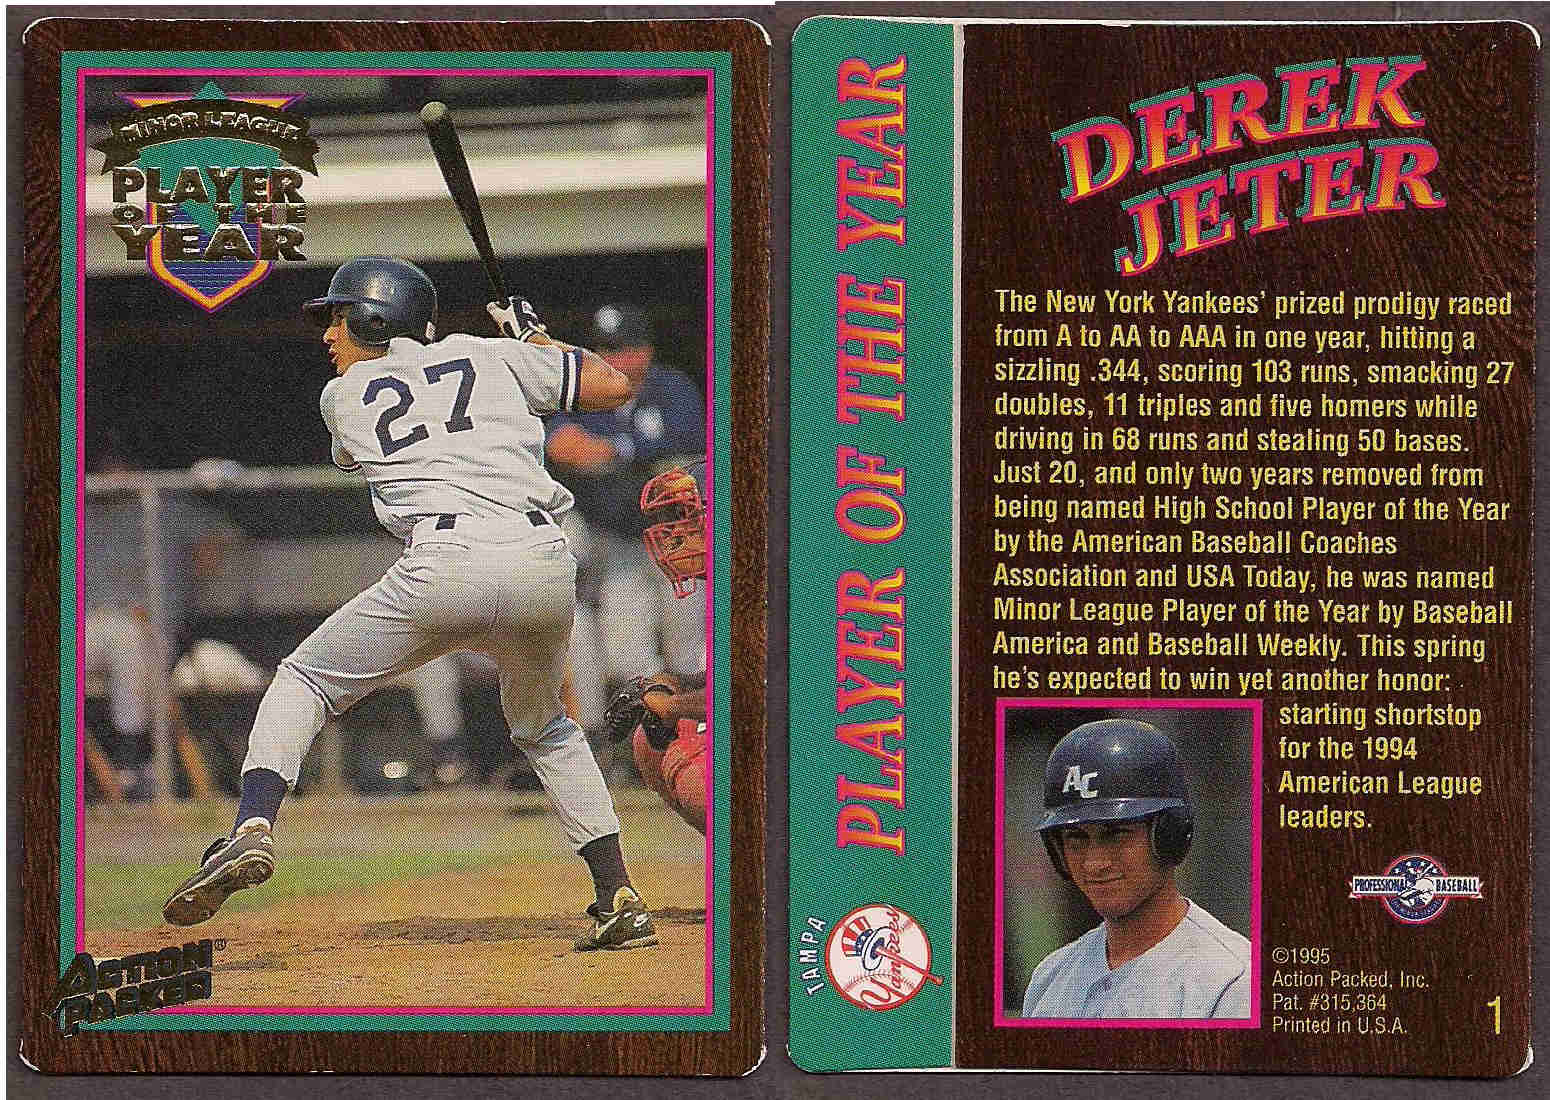 MINOR LEAGUE
PLAYER
OF THE
YEAR
27
ACTION
PACKED®
PLAYER OF THE YEAR
TAMPA
Yankees
DEREK
JETER
The New York Yankees' prized prodigy raced
from A to AA to AAA in one year, hitting a
sizzling .344, scoring 103 runs, smacking 27
doubles, 11 triples and five homers while
driving in 68 runs and stealing 50 bases.
Just 20, and only two years removed from
being named High School Player of the Year
by the American Baseball Coaches
Association and USA Today, he was named
Minor League Player of the Year by Baseball
America and Baseball Weekly. This spring
he's expected to win yet another honor:
starting shortstop
for the 1994
American League
leaders.
AC
PROFESSIONAL BASEBALL
©1995
Action Packed, Inc.
Pat. #315,364
Printed in U.S.A.
1